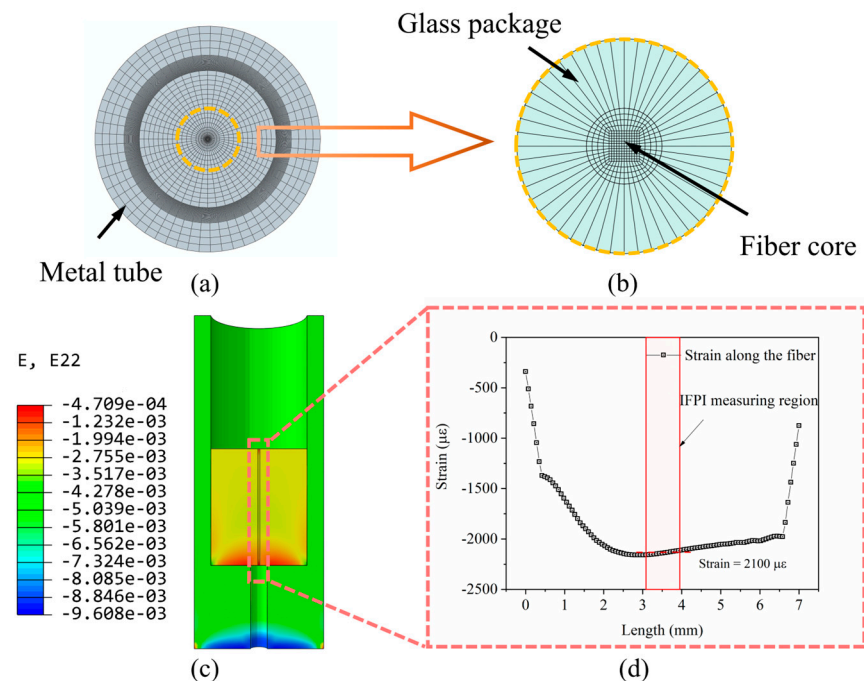 Glass package
Metal tube
Fiber core
(a)
(b)
E, E22
-4.709e-04
-1.232e-03
-1.994e-03
-2.755e-03
-3.517e-03
-4.278e-03
-5.039e-03
-5.801e-03
-6.562e-03
-7.324e-03
-8.085e-03
-8.846e-03
-9.608e-03
(c)
Strain (με)
0
-500
-1000
-1500
-2000
-2500
Strain along the fiber
IFPI measuring region
Strain = 2100 με
0 1 2 3 4 5 6 7
Length (mm)
(d)